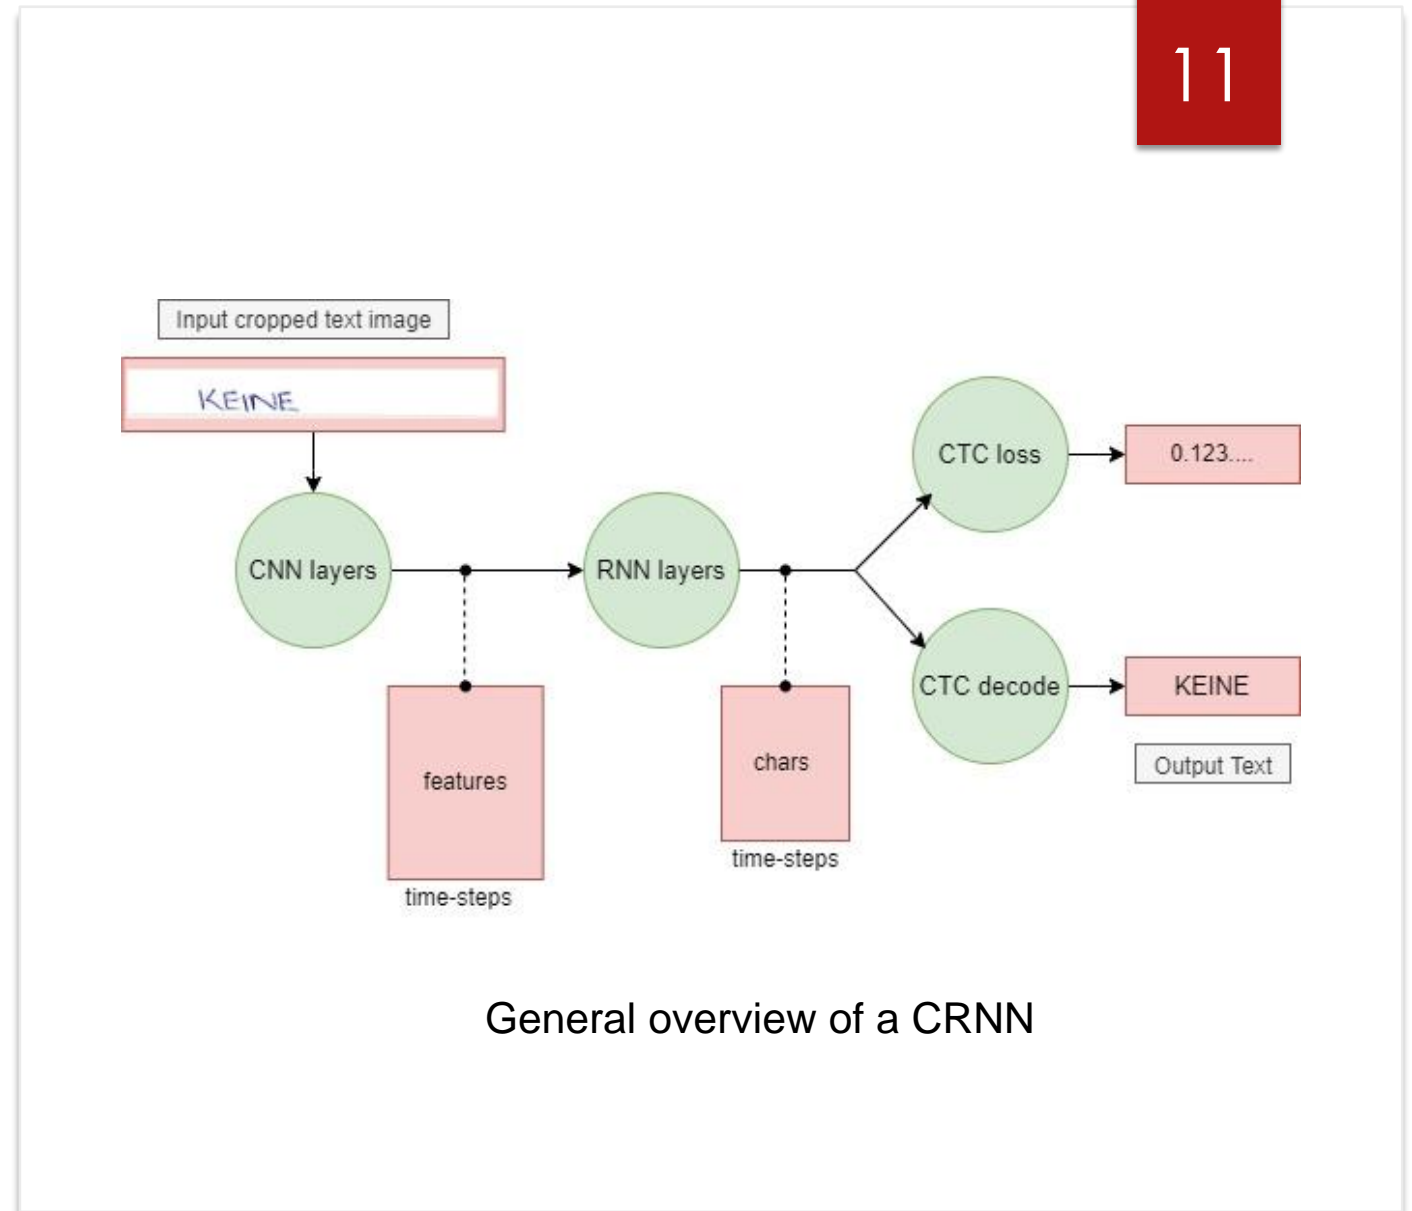 11
Input cropped text image
KEINE
CNN layers
RNN layers
CTC loss
0.123....
CTC decode
KEINE
Output Text
features
time-steps
chars
time-steps
General overview of a CRNN